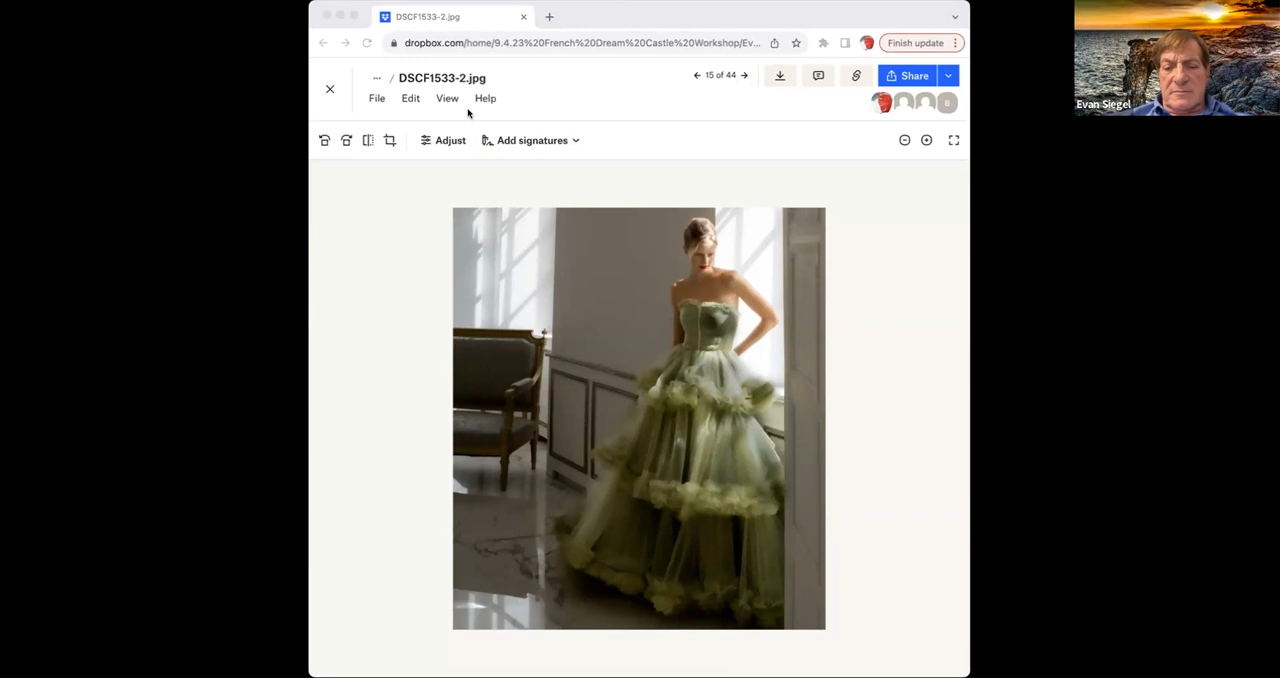 DSCF1533-2.jpg
dropbox.com/home/9.4.23%20French%20Dream%20Castle%20Workshop/Ev...
Finish update
... / DSCF1533-2.jpg
15 of 44
Share
File Edit View Help
Adjust
Add signatures
Evan Siegel